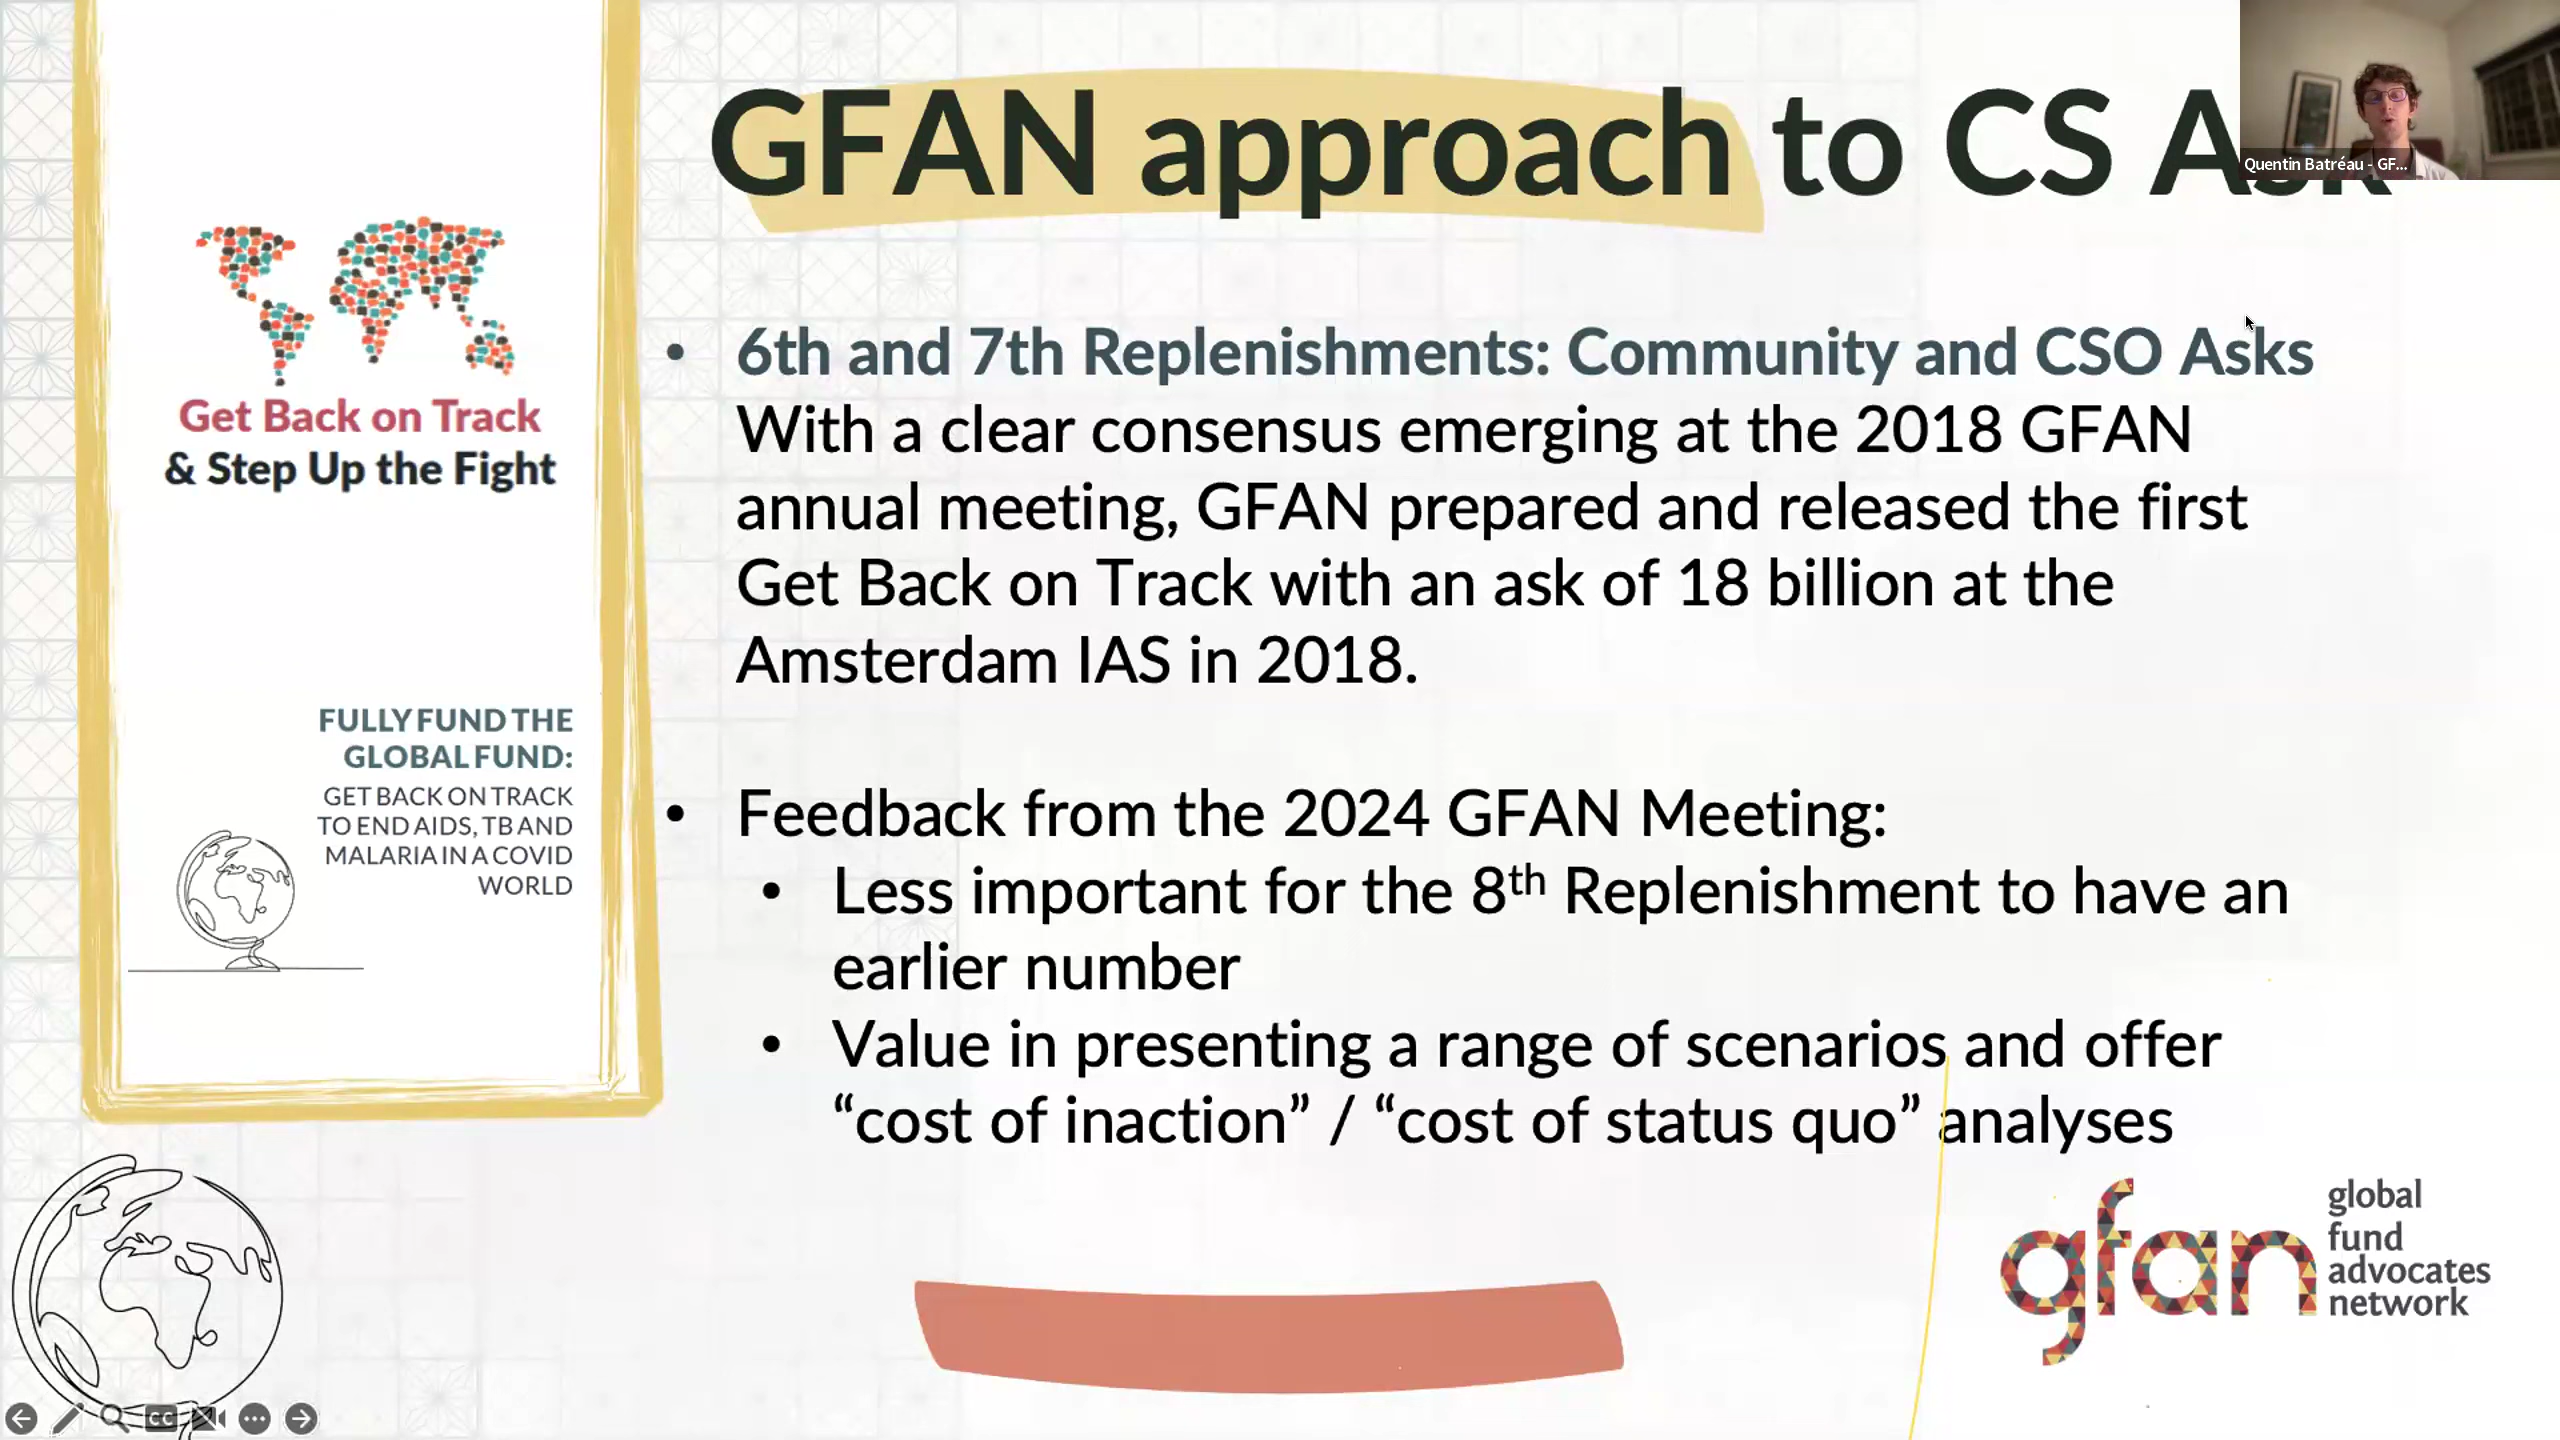 GFAN approach to CS Ask
Quentin Batréau - GF...
Get Back on Track
& Step Up the Fight
FULLY FUND THE
GLOBAL FUND:
GET BACK ON TRACK
TO END AIDS, TB AND
MALARIA IN A COVID
WORLD
• 6th and 7th Replenishments: Community and CSO Asks
With a clear consensus emerging at the 2018 GFAN
annual meeting, GFAN prepared and released the first
Get Back on Track with an ask of 18 billion at the
Amsterdam IAS in 2018.
• Feedback from the 2024 GFAN Meeting:
• Less important for the 8th Replenishment to have an
earlier number
• Value in presenting a range of scenarios and offer
“cost of inaction” / “cost of status quo” analyses
gfan
global
fund
advocates
network
CC